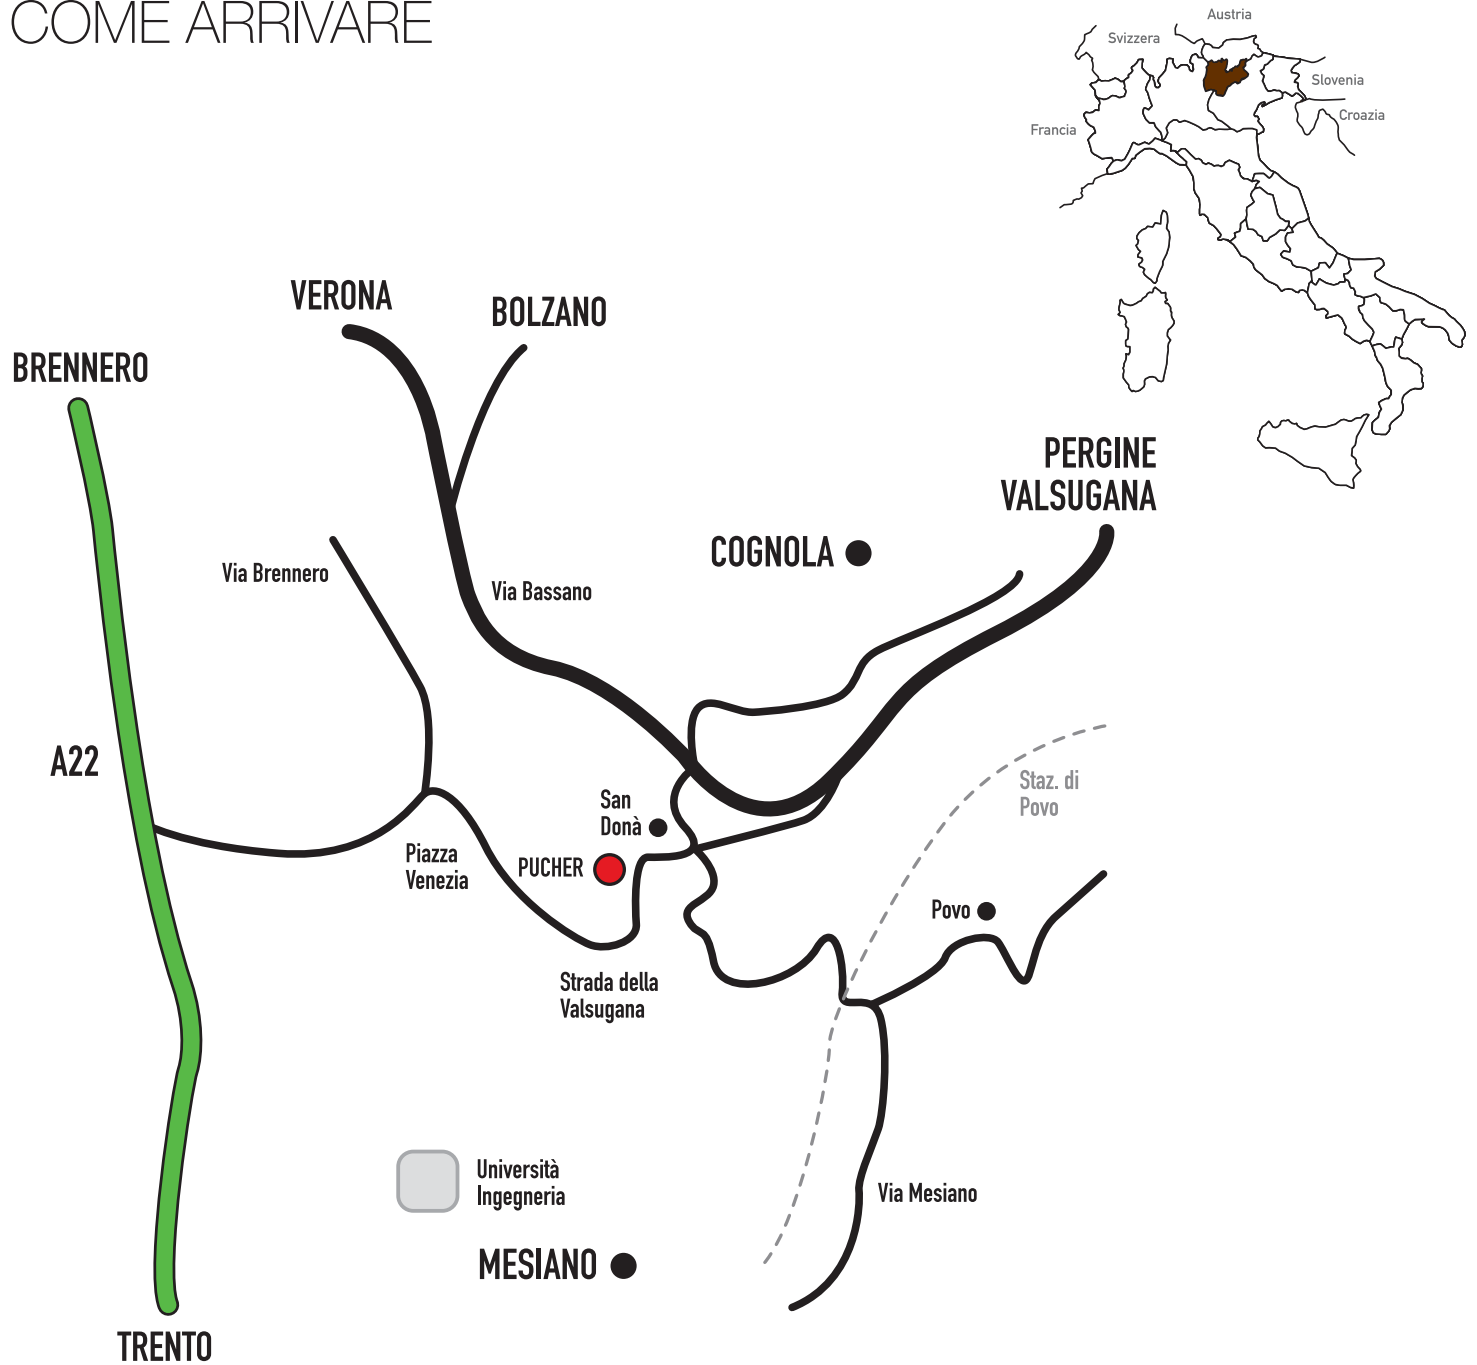 COME ARRIVARE
Austria
Svizzera
Slovenia
Croazia
Francia
VERONA
BOLZANO
BRENNERO
PERGINE
VALSUGANA
COGNOLA
Via Brennero
Via Bassano
A22
Staz. di
Povo
San
Donà
Piazza
Venezia
PUCHER
Povo
Strada della
Valsugana
Università
Ingegneria
Via Mesiano
MESIANO
TRENTO